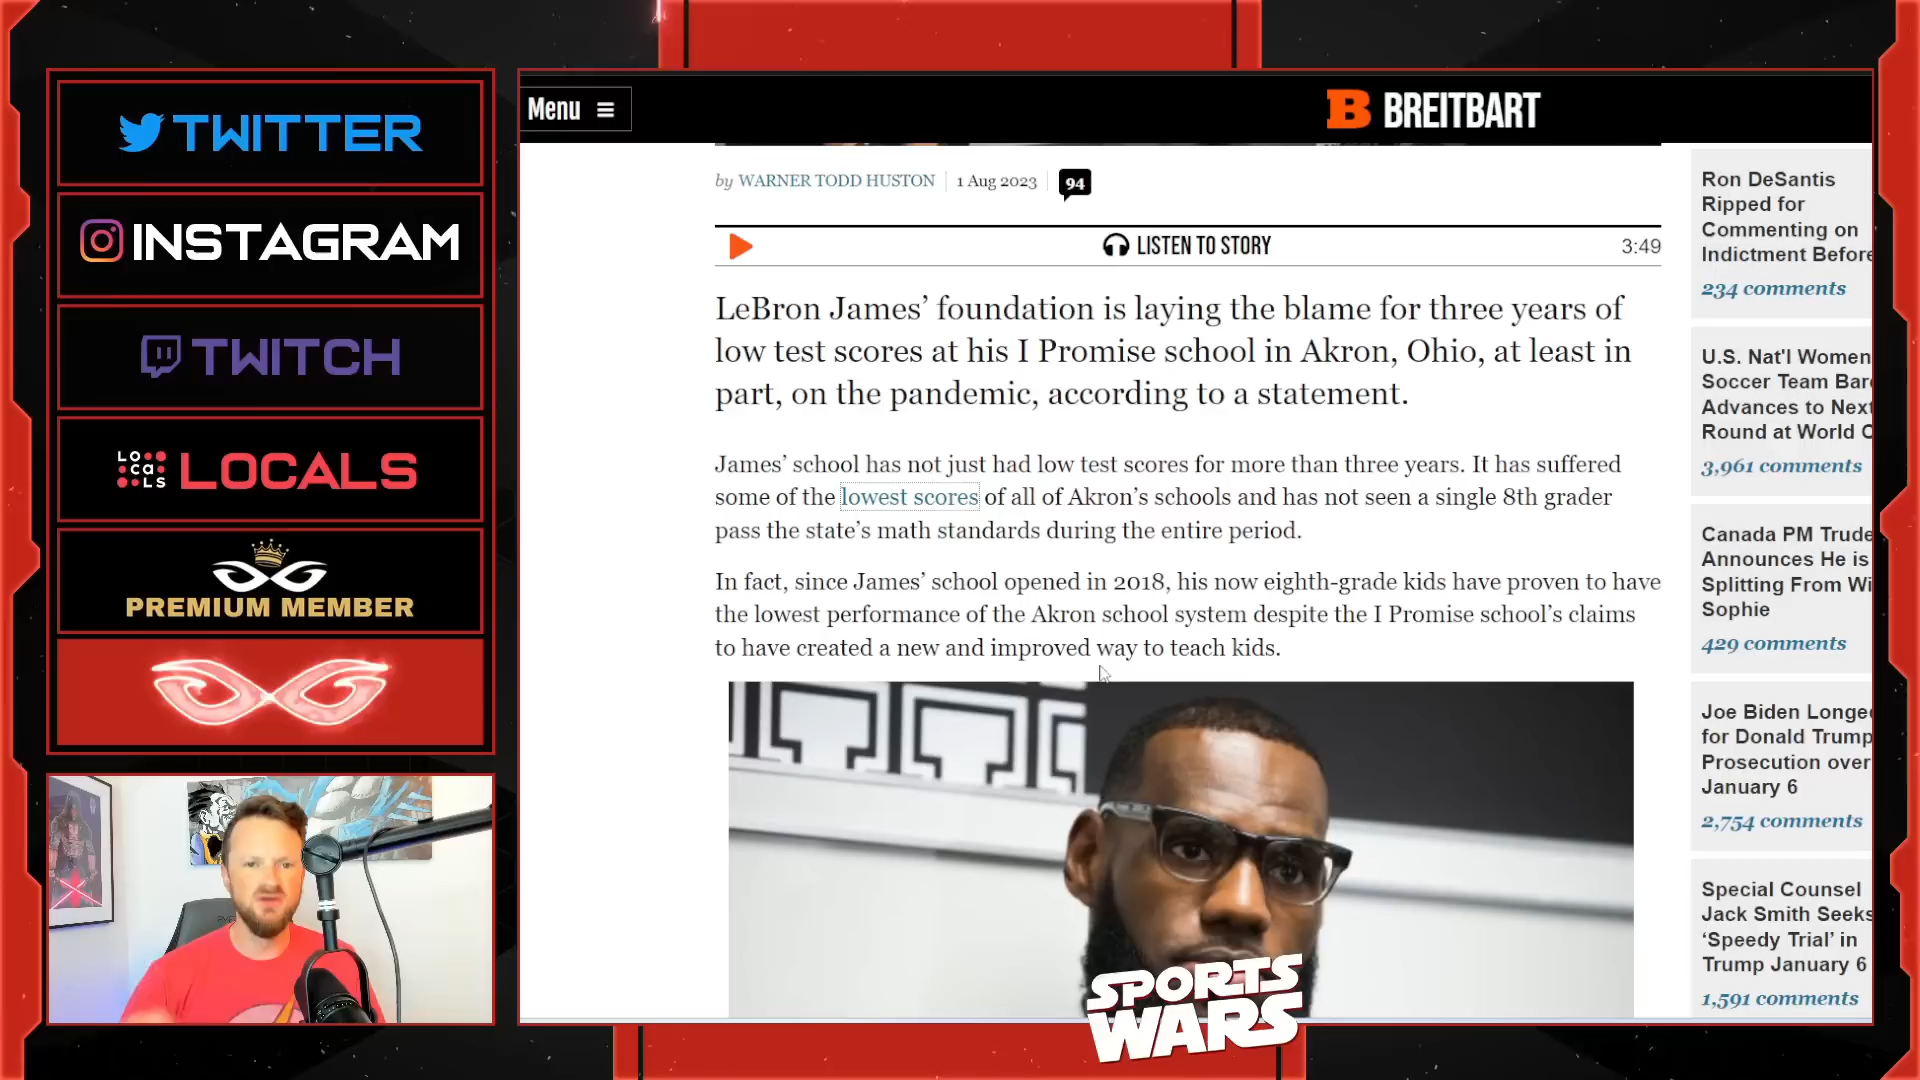 TWITTER
INSTAGRAM
TWITCH
LOCALS
LOCALS
PREMIUM MEMBER
Menu
B BREITBART
by WARNER TODD HUSTON 1 Aug 2023 94
LISTEN TO STORY 3:49
LeBron James’ foundation is laying the blame for three years of
low test scores at his I Promise school in Akron, Ohio, at least in
part, on the pandemic, according to a statement.
James’ school has not just had low test scores for more than three years. It has suffered
some of the lowest scores of all of Akron’s schools and has not seen a single 8th grader
pass the state’s math standards during the entire period.
In fact, since James’ school opened in 2018, his now eighth-grade kids have proven to have
the lowest performance of the Akron school system despite the I Promise school’s claims
to have created a new and improved way to teach kids.
Ron DeSantis
Ripped for
Commenting on
Indictment Before
234 comments
U.S. Nat'l Women
Soccer Team Bar
Advances to Next
Round at World C
3,961 comments
Canada PM Trude
Announces He is
Splitting From Wi
Sophie
429 comments
Joe Biden Longe
for Donald Trump
Prosecution over
January 6
2,754 comments
Special Counsel
Jack Smith Seeks
‘Speedy Trial’ in
Trump January 6
1,591 comments
SPORTS
WARS